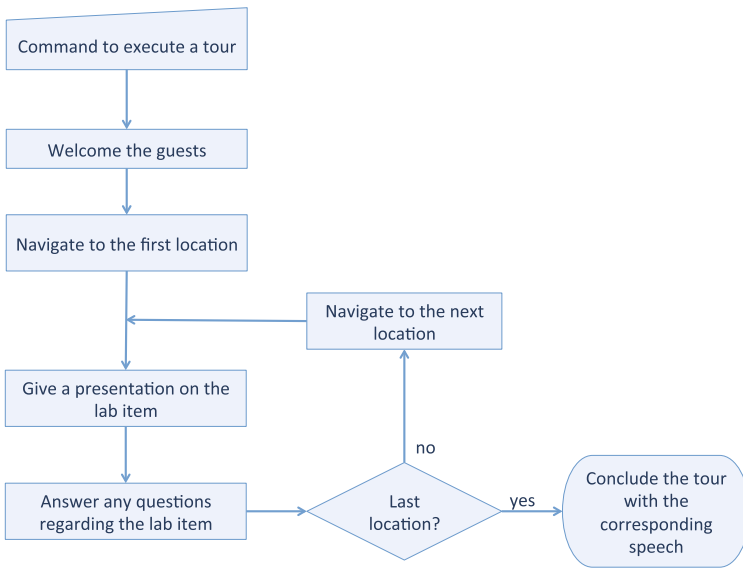 Command to execute a tour
Welcome the guests
Navigate to the first location
Navigate to the next
location
Give a presentation on the
lab item
no
Answer any questions
regarding the lab item
Last
location?
yes
Conclude the tour
with the
corresponding
speech